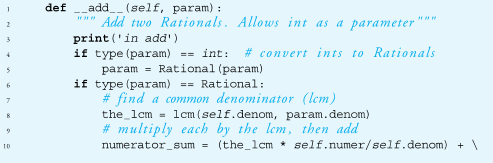 1 def __add__(self, param):
2 """ Add two Rationals. Allows int as a parameter"""
3 print('in add')
4 if type(param) == int: # convert ints to Rationals
5 param = Rational(param)
6 if type(param) == Rational:
7 # find a common denominator (lcm)
8 the_lcm = lcm(self.denom, param.denom)
9 # multiply each by the lcm, then add
10 numerator_sum = (the_lcm * self.numer/self.denom) + \